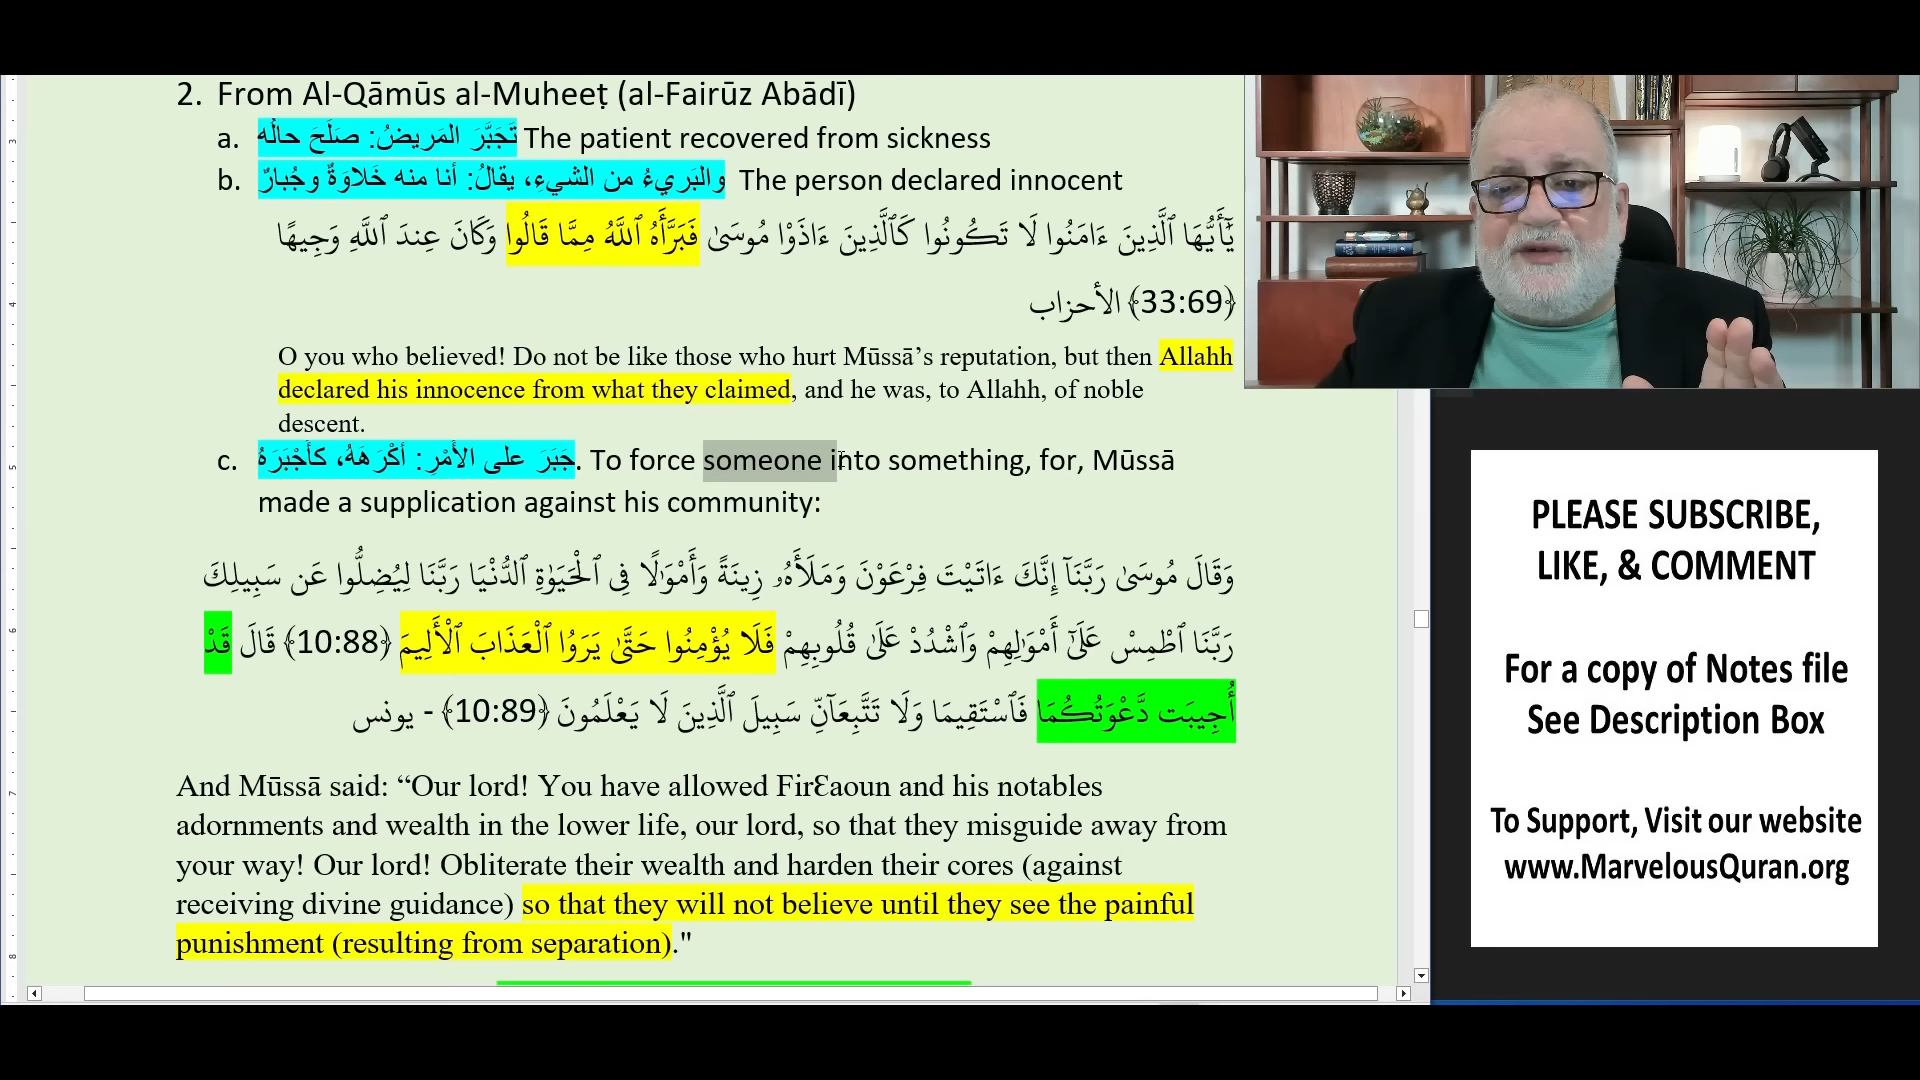 2. From Al-Qāmūs al-Muheeṭ (al-Fairūz Abādī)
a. تَجَبَّرَ المَريضُ: صَلَحَ حالُه The patient recovered from sickness
b. والبَريءُ من الشيءِ، يقالُ: أنا منه خَلاوَةٌ وجُبارٌ The person declared innocent
يَٰٓأَيُّهَا ٱلَّذِينَ ءَامَنُوا لَا تَكُونُوا كَٱلَّذِينَ ءَاذَوْا مُوسَىٰ فَبَرَّأَهُ ٱللَّهُ مِمَّا قَالُوا وَكَانَ عِندَ ٱللَّهِ وَجِيهًا
﴿33:69﴾ الأحزاب
O you who believed! Do not be like those who hurt Mūssā’s reputation, but then Allahh
declared his innocence from what they claimed, and he was, to Allahh, of noble
descent.
c. جَبَرَ على الأَمْرِ: أكْرَهَهُ، كأَجْبَرَهُ. To force someone into something, for, Mūssā
made a supplication against his community:
وَقَالَ مُوسَىٰ رَبَّنَآ إِنَّكَ ءَاتَيْتَ فِرْعَوْنَ وَمَلَأَهُۥ زِينَةً وَأَمْوَٰلًا فِى ٱلْحَيَوٰةِ ٱلدُّنْيَا رَبَّنَا لِيُضِلُّوا عَن سَبِيلِكَ
رَبَّنَا ٱطْمِسْ عَلَىٰٓ أَمْوَٰلِهِمْ وَٱشْدُدْ عَلَىٰ قُلُوبِهِمْ فَلَا يُؤْمِنُوا حَتَّىٰ يَرَوُا ٱلْعَذَابَ ٱلْأَلِيمَ ﴿10:88﴾ قَالَ قَدْ
أُجِيبَت دَّعْوَتُكُمَا فَٱسْتَقِيمَا وَلَا تَتَّبِعَآنِّ سَبِيلَ ٱلَّذِينَ لَا يَعْلَمُونَ ﴿10:89﴾ - يونس
And Mūssā said: “Our lord! You have allowed FirƐaoun and his notables
adornments and wealth in the lower life, our lord, so that they misguide away from
your way! Our lord! Obliterate their wealth and harden their cores (against
receiving divine guidance) so that they will not believe until they see the painful
punishment (resulting from separation)."
3
4
5
6
7
8
PLEASE SUBSCRIBE,
LIKE, & COMMENT
For a copy of Notes file
See Description Box
To Support, Visit our website
www.MarvelousQuran.org